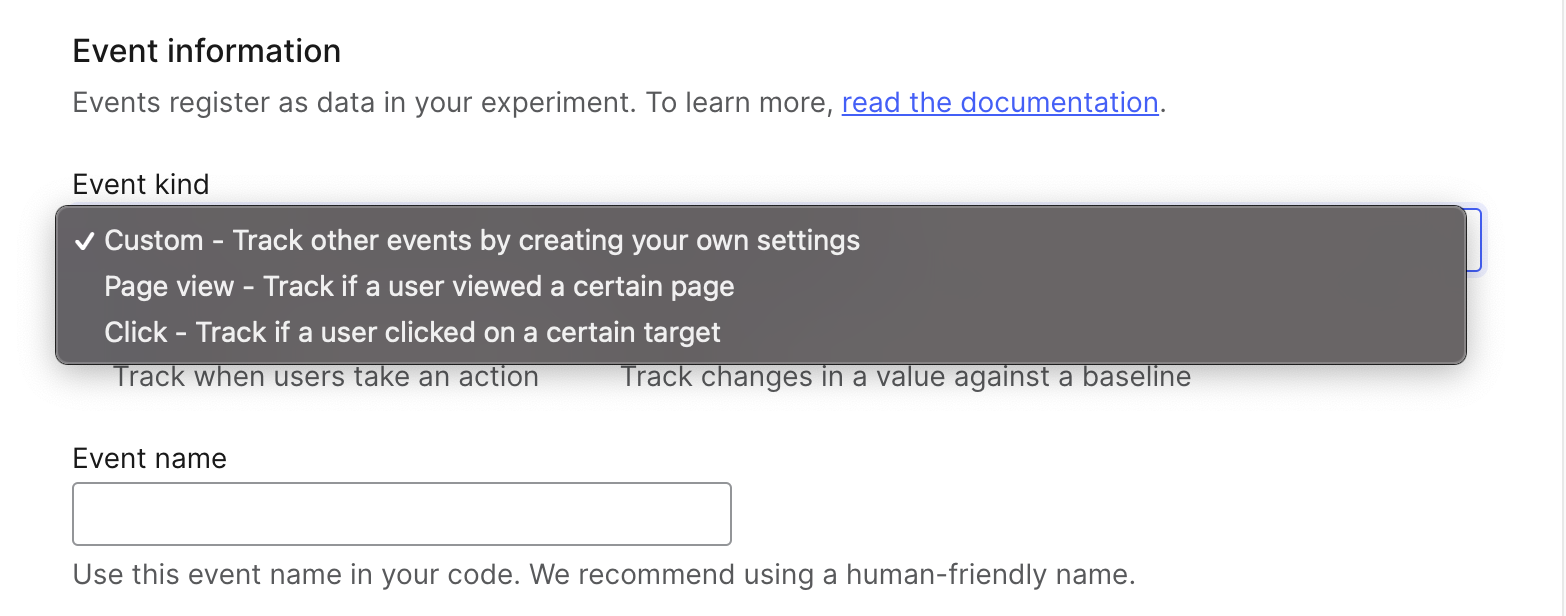 Event information
Events register as data in your experiment. To learn more, read the documentation.
Event kind
✓ Custom - Track other events by creating your own settings
Page view - Track if a user viewed a certain page
Click - Track if a user clicked on a certain target
Track when users take an action Track changes in a value against a baseline
Event name
Use this event name in your code. We recommend using a human-friendly name.